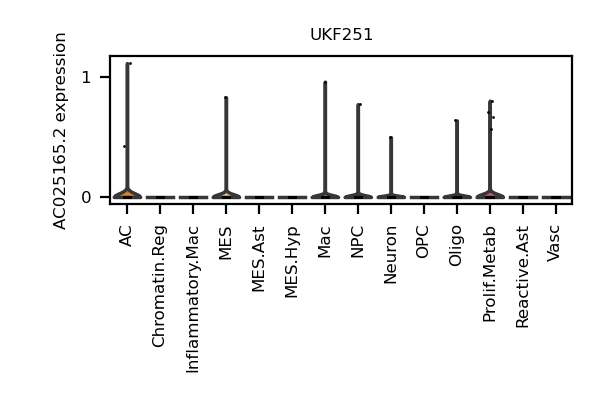 UKF251
AC025165.2 expression
1
0
AC
Chromatin.Reg
Inflammatory.Mac
MES
MES.Ast
MES.Hyp
Mac
NPC
Neuron
OPC
Oligo
Prolif.Metab
Reactive.Ast
Vasc